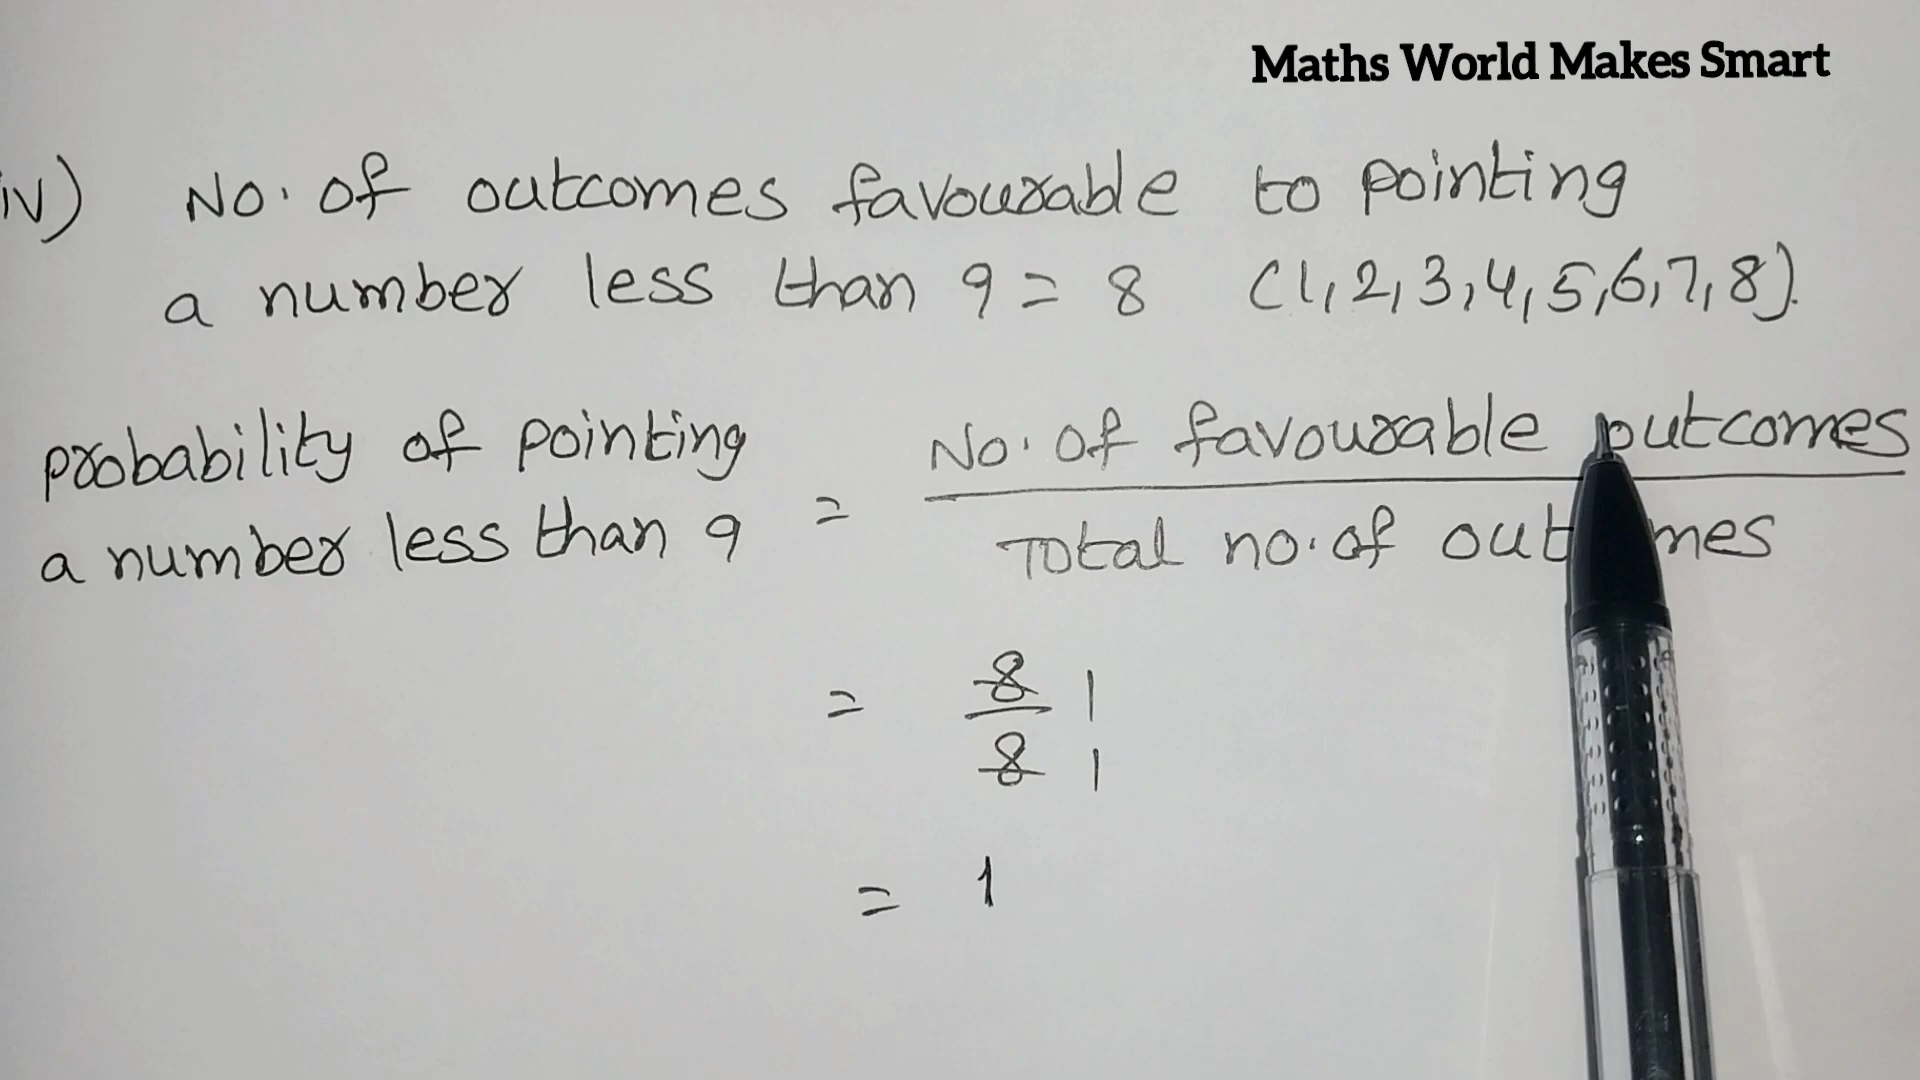 Maths World Makes Smart
iv) No. of outcomes favourable to pointing
a number less than 9 = 8 (1,2,3,4,5,6,7,8).
probability of pointing
a number less than 9
= No. of favourable outcomes
Total no. of outcomes
= 8 1
8 1
= 1